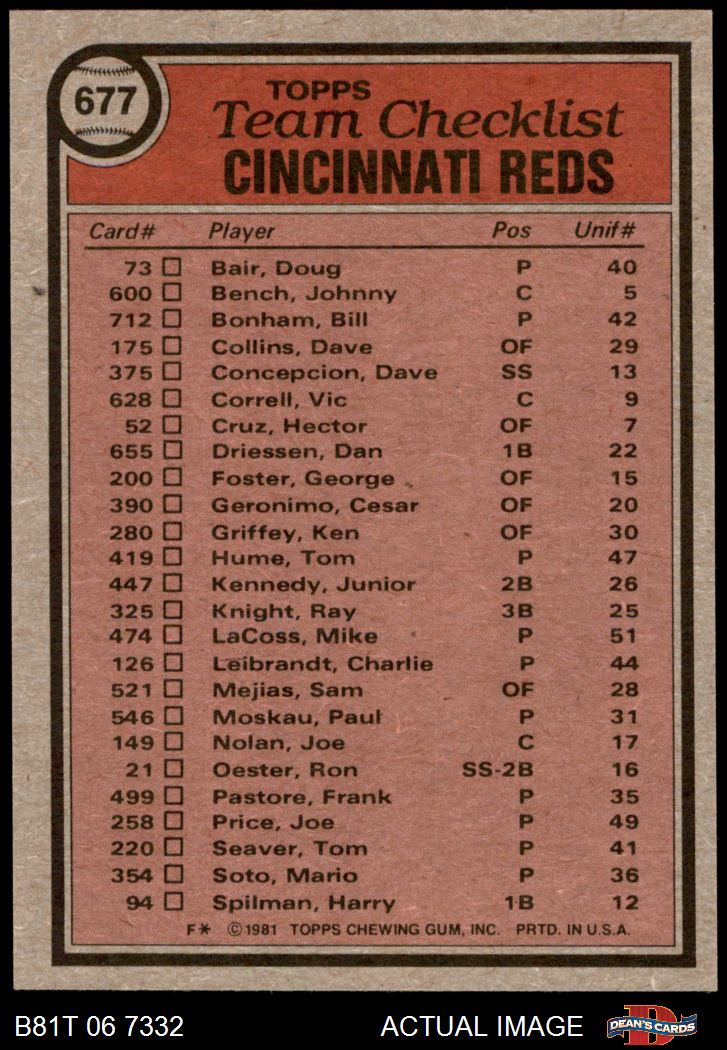 677
TOPPS
Team Checklist
CINCINNATI REDS
Card# Player Pos Unif#
73 Bair, Doug P 40
600 Bench, Johnny C 5
712 Bonham, Bill P 42
175 Collins, Dave OF 29
375 Concepcion, Dave SS 13
628 Correll, Vic C 9
52 Cruz, Hector OF 7
655 Driessen, Dan 1B 22
200 Foster, George OF 15
390 Geronimo, Cesar OF 20
280 Griffey, Ken OF 30
419 Hume, Tom P 47
447 Kennedy, Junior 2B 26
325 Knight, Ray 3B 25
474 LaCoss, Mike P 51
126 Leibrandt, Charlie P 44
521 Mejias, Sam OF 28
546 Moskau, Paul P 31
149 Nolan, Joe C 17
21 Oester, Ron SS-2B 16
499 Pastore, Frank P 35
258 Price, Joe P 49
220 Seaver, Tom P 41
354 Soto, Mario P 36
94 Spilman, Harry 1B 12
F* ©1981 TOPPS CHEWING GUM, INC. PRTD. IN U.S.A.
B81T 06 7332 ACTUAL IMAGE DEAN'S CARDS